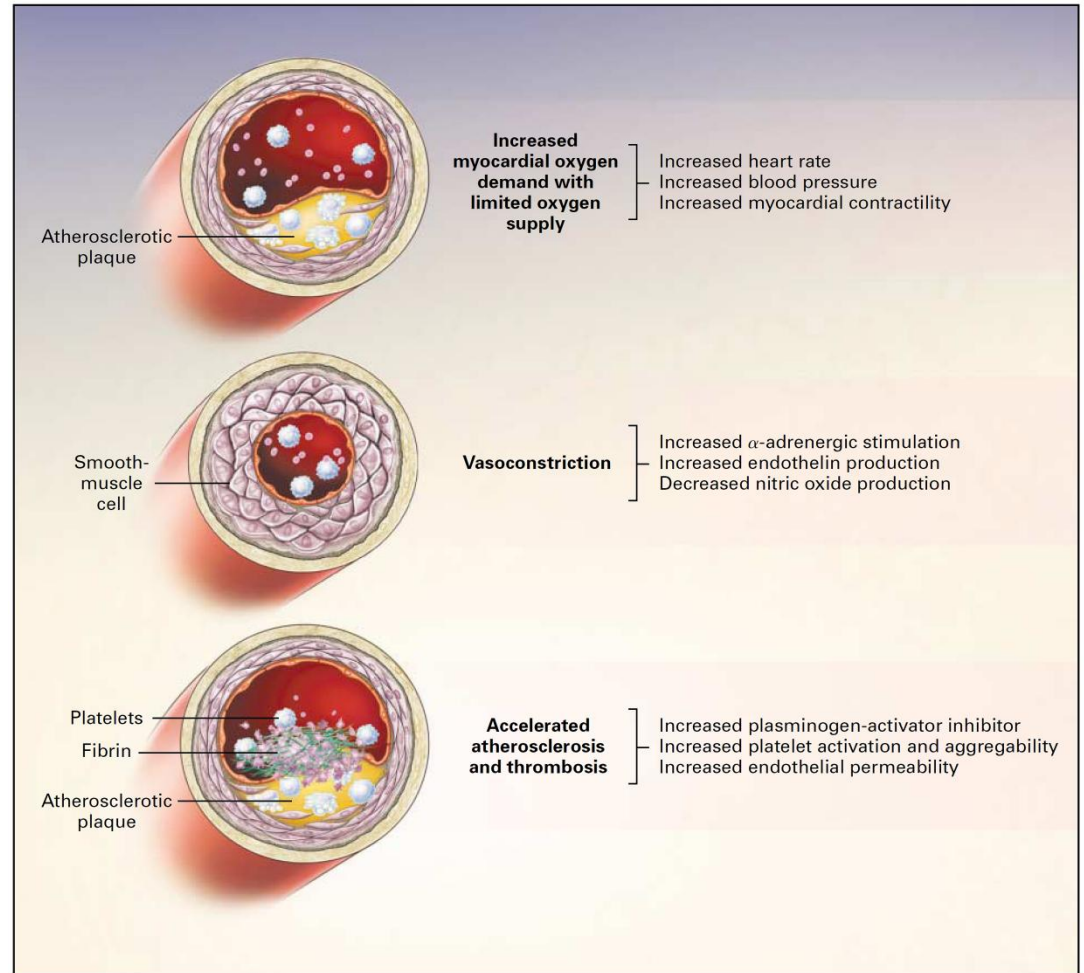 Increased
myocardial oxygen
demand with
limited oxygen
supply
Increased heart rate
Increased blood pressure
Increased myocardial contractility
Atherosclerotic
plaque
Smooth-
muscle
cell
Vasoconstriction
Increased α-adrenergic stimulation
Increased endothelin production
Decreased nitric oxide production
Platelets
Fibrin
Atherosclerotic
plaque
Accelerated
atherosclerosis
and thrombosis
Increased plasminogen-activator inhibitor
Increased platelet activation and aggregability
Increased endothelial permeability